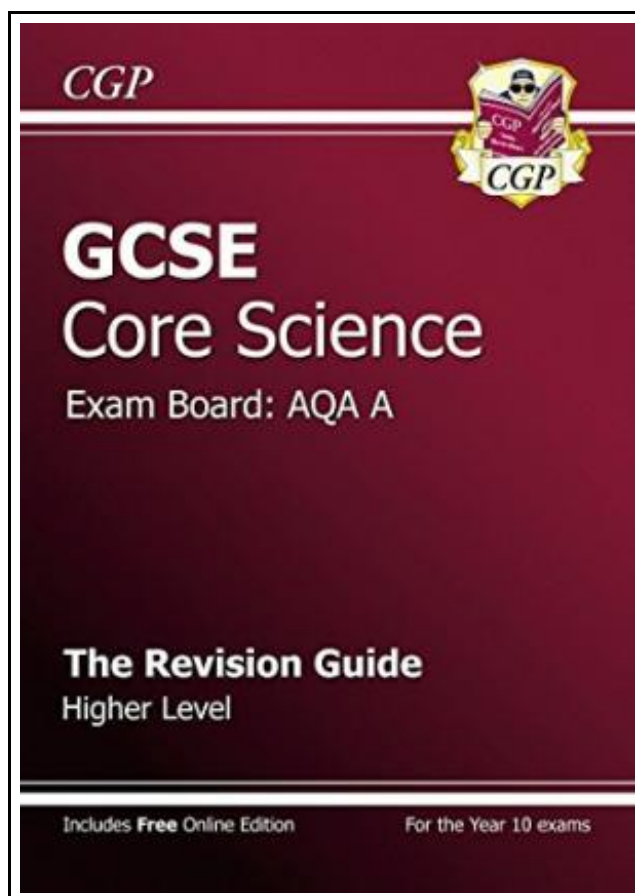 CGP
CGP
CGP
GCSE
Core Science
Exam Board: AQA A
The Revision Guide
Higher Level
Includes Free Online Edition
For the Year 10 exams